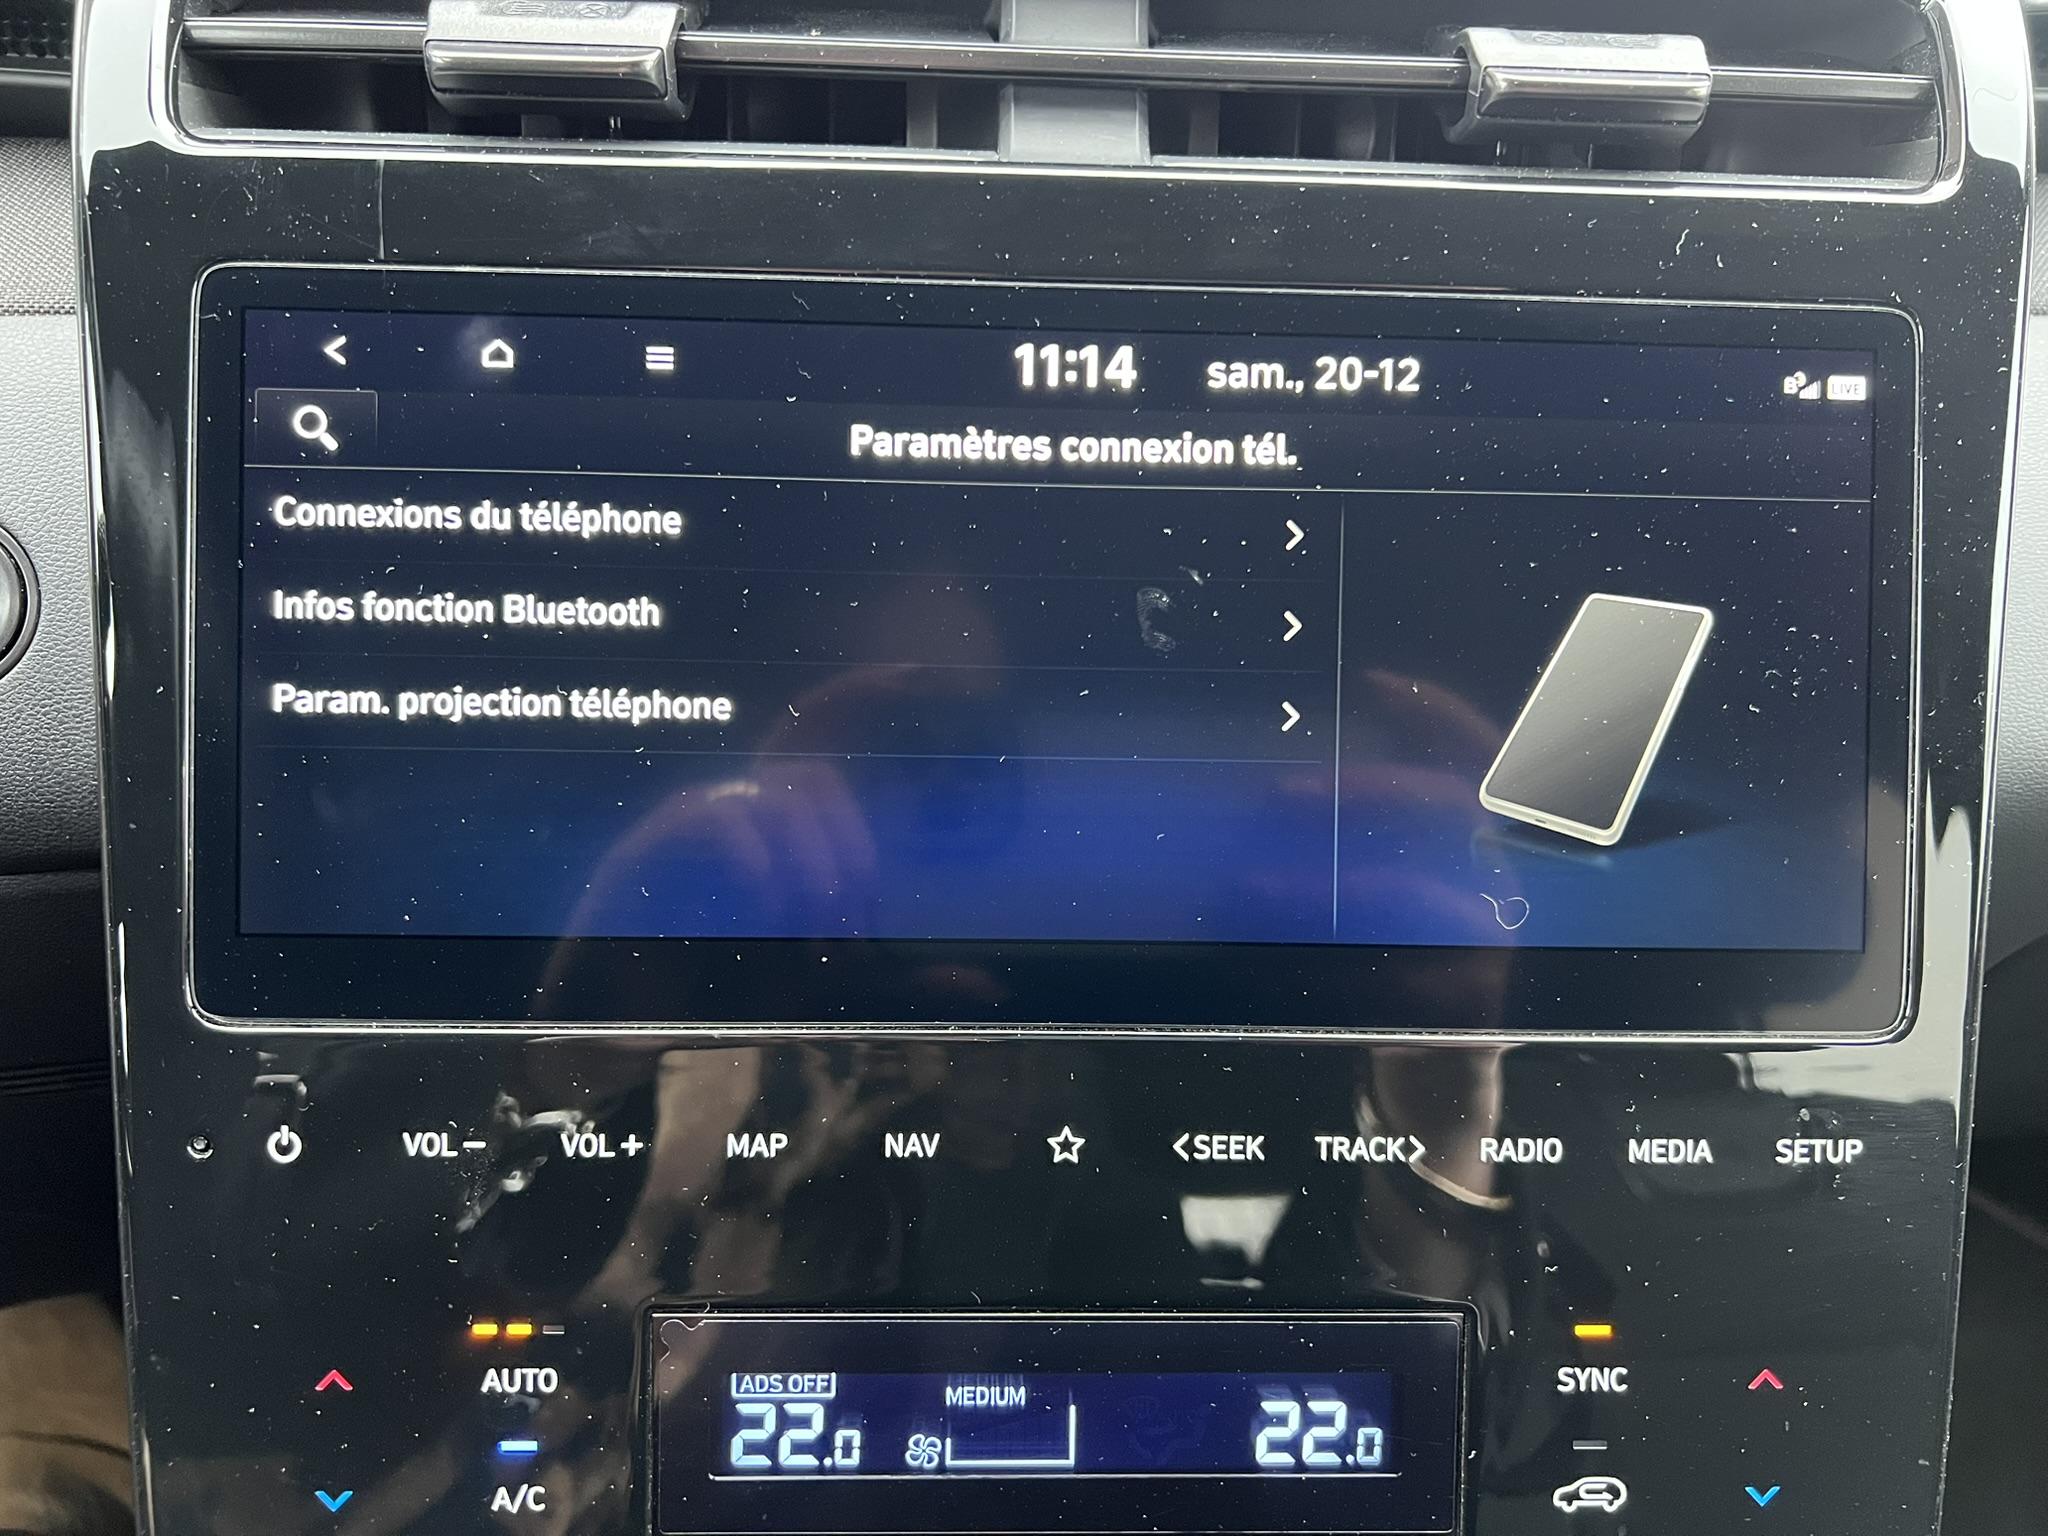 11:14 sam., 20-12
LIVE
Paramètres connexion tél.
Connexions du téléphone
Infos fonction Bluetooth
Param. projection téléphone
VOL − VOL + MAP NAV <SEEK TRACK> RADIO MEDIA SETUP
AUTO SYNC
ADS OFF MEDIUM
22.0 22.0
A/C